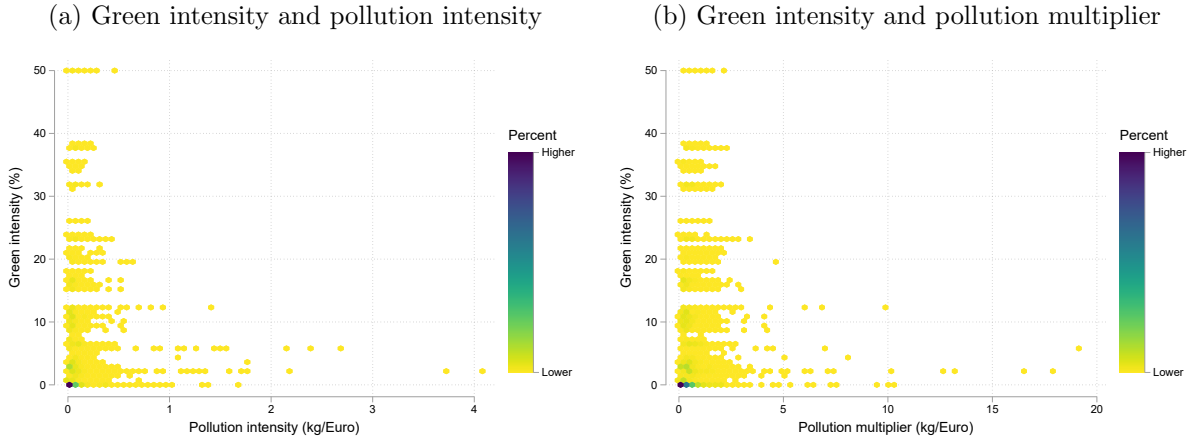 (a) Green intensity and pollution intensity
50
40
30
20
10
0
Green intensity (%)
0 1 2 3 4
Pollution intensity (kg/Euro)
Percent
Higher
Lower
(b) Green intensity and pollution multiplier
50
40
30
20
10
0
Green intensity (%)
0 5 10 15 20
Pollution multiplier (kg/Euro)
Percent
Higher
Lower